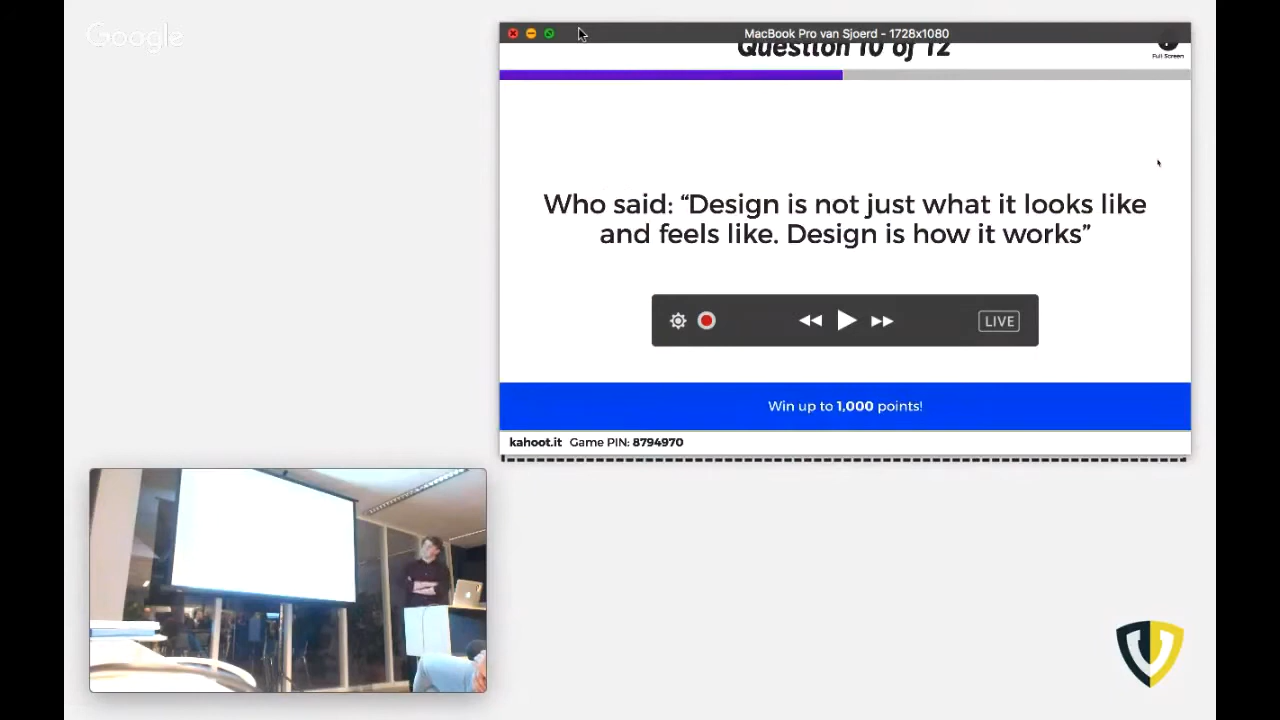 Google
MacBook Pro van Sjoerd - 1728x1080
Question 10 of 12
Full Screen
Who said: “Design is not just what it looks like
and feels like. Design is how it works”
LIVE
Win up to 1,000 points!
kahoot.it Game PIN: 8794970